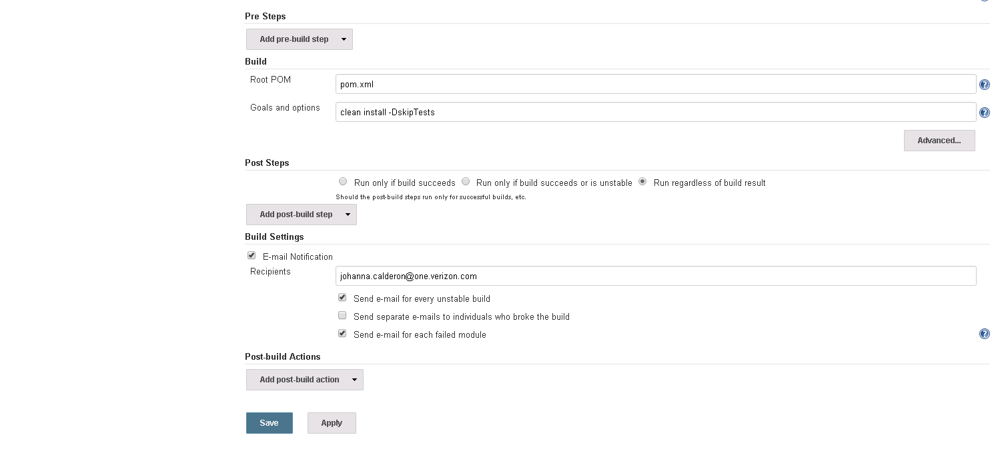 Pre Steps
Add pre-build step
Build
Root POM
pom.xml
Goals and options
clean install -DskipTests
Advanced...
Post Steps
Run only if build succeeds Run only if build succeeds or is unstable Run regardless of build result
Should the post-build steps run only for successful builds, etc.
Add post-build step
Build Settings
E-mail Notification
Recipients
johanna.calderon@one.verizon.com
Send e-mail for every unstable build
Send separate e-mails to individuals who broke the build
Send e-mail for each failed module
Post-build Actions
Add post-build action
Save Apply